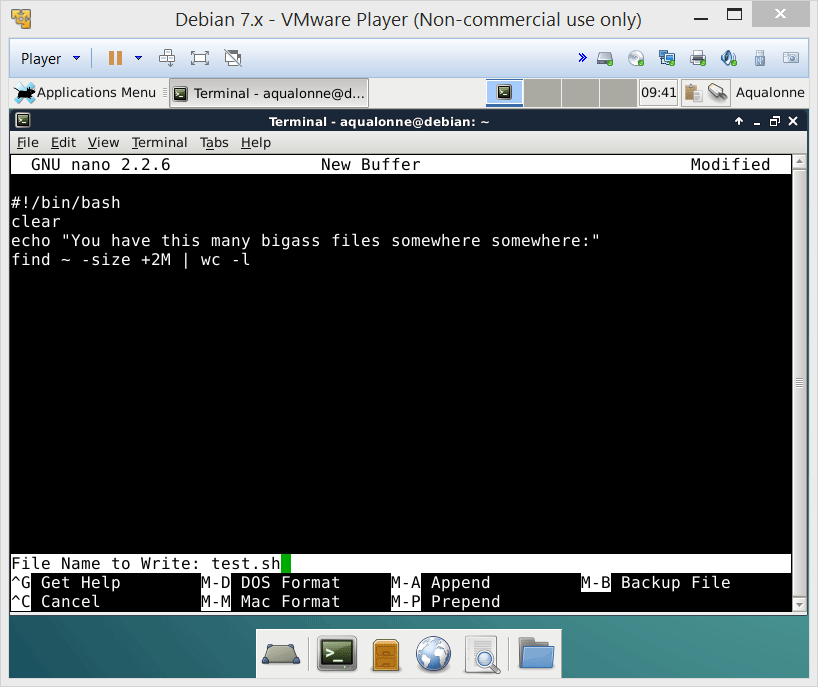 Debian 7.x - VMware Player (Non-commercial use only)
Player
Applications Menu
Terminal - aqualonne@d...
09:41
Aqualonne
Terminal - aqualonne@debian: ~
File Edit View Terminal Tabs Help
GNU nano 2.2.6 New Buffer Modified
#!/bin/bash
clear
echo "You have this many bigass files somewhere somewhere:"
find ~ -size +2M | wc -l
File Name to Write: test.sh
^G Get Help M-D DOS Format M-A Append M-B Backup File
^C Cancel M-M Mac Format M-P Prepend